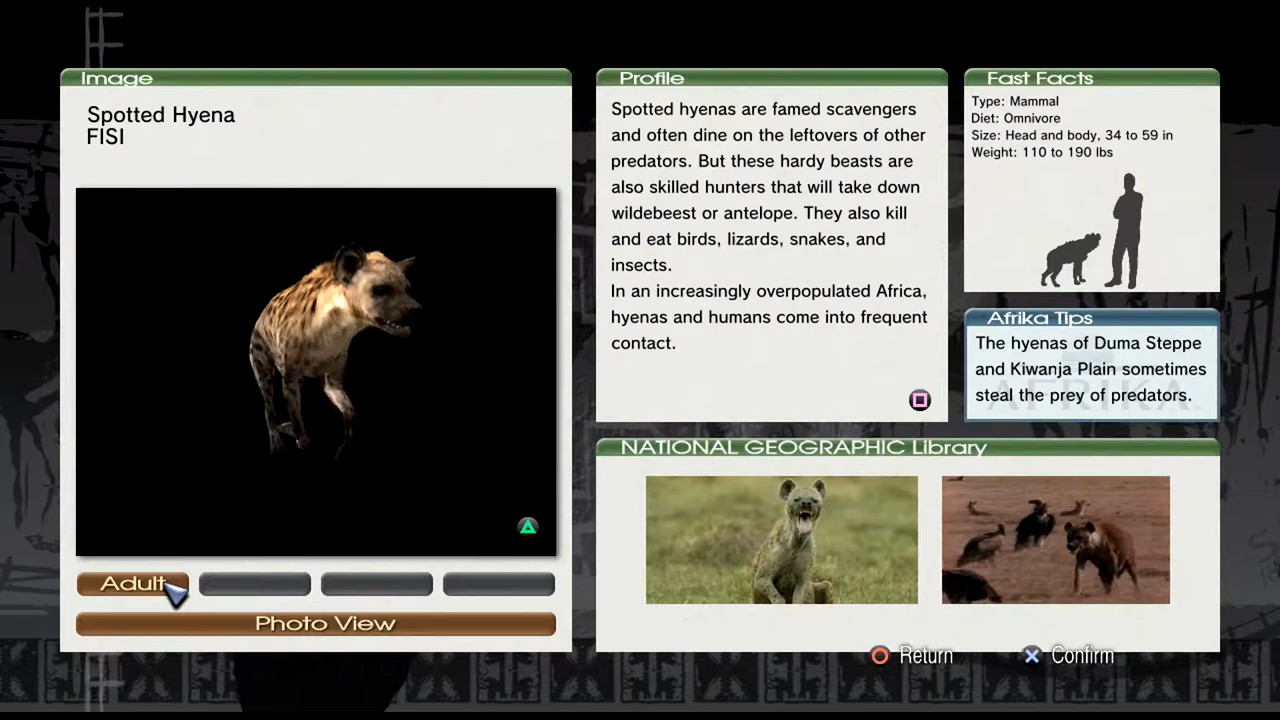 Image
Spotted Hyena
FISI
Adult
Photo View
Profile
Spotted hyenas are famed scavengers
and often dine on the leftovers of other
predators. But these hardy beasts are
also skilled hunters that will take down
wildebeest or antelope. They also kill
and eat birds, lizards, snakes, and
insects.
In an increasingly overpopulated Africa,
hyenas and humans come into frequent
contact.
Fast Facts
Type: Mammal
Diet: Omnivore
Size: Head and body, 34 to 59 in
Weight: 110 to 190 lbs
Afrika Tips
The hyenas of Duma Steppe
and Kiwanja Plain sometimes
steal the prey of predators.
AFRIKA
NATIONAL GEOGRAPHIC Library
Return
Confirm